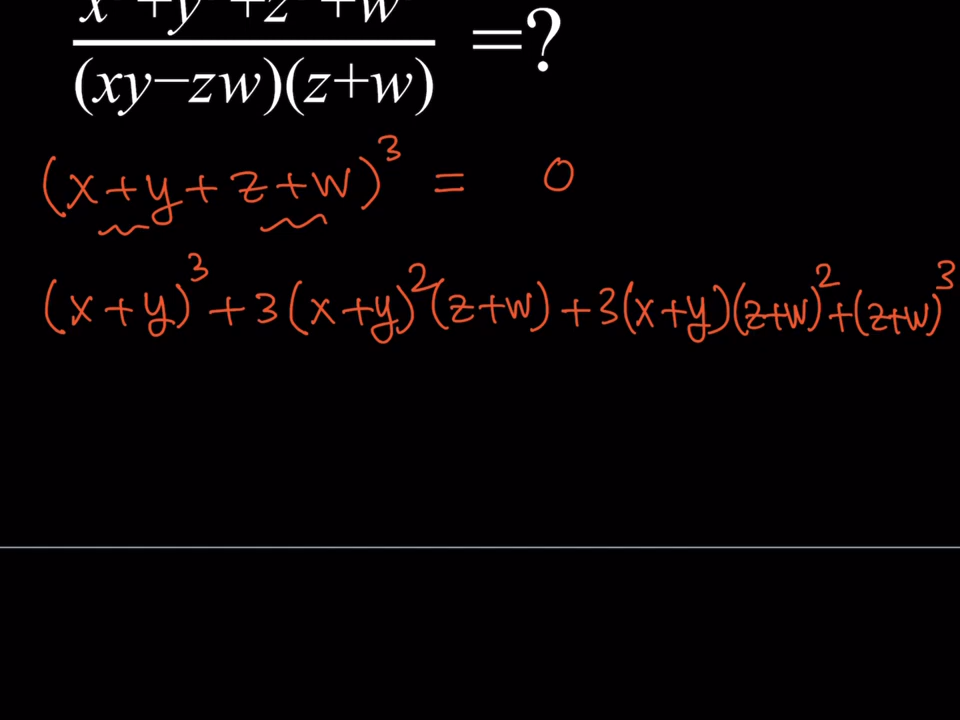 x +y +z +w
(xy−zw)(z+w) =?
(x+y+z+w)³ = 0
(x+y)³+3(x+y)²(z+w)+3(x+y)(z+w)²+(z+w)³